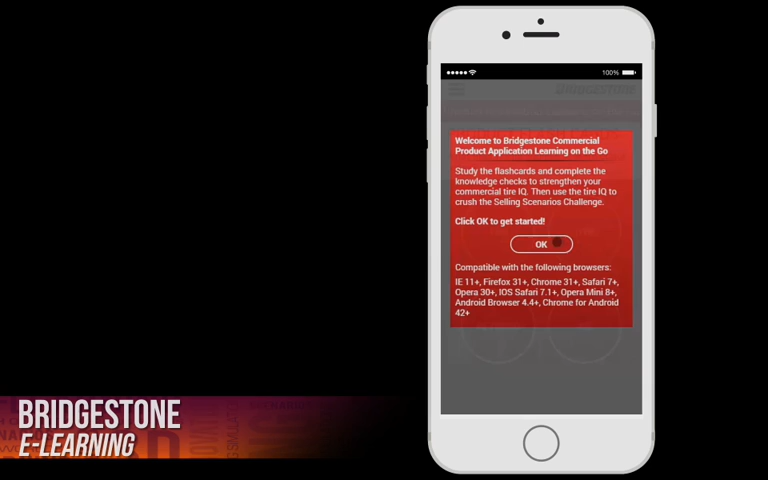 100%
Welcome to Bridgestone Commercial
Product Application Learning on the Go
Study the flashcards and complete the
knowledge checks to strengthen your
commercial tire IQ. Then use the tire IQ to
crush the Selling Scenarios Challenge.
Click OK to get started!
OK
Compatible with the following browsers:
IE 11+, Firefox 31+, Chrome 31+, Safari 7+,
Opera 30+, IOS Safari 7.1+, Opera Mini 8+,
Android Browser 4.4+, Chrome for Android
42+
BRIDGESTONE
E-LEARNING